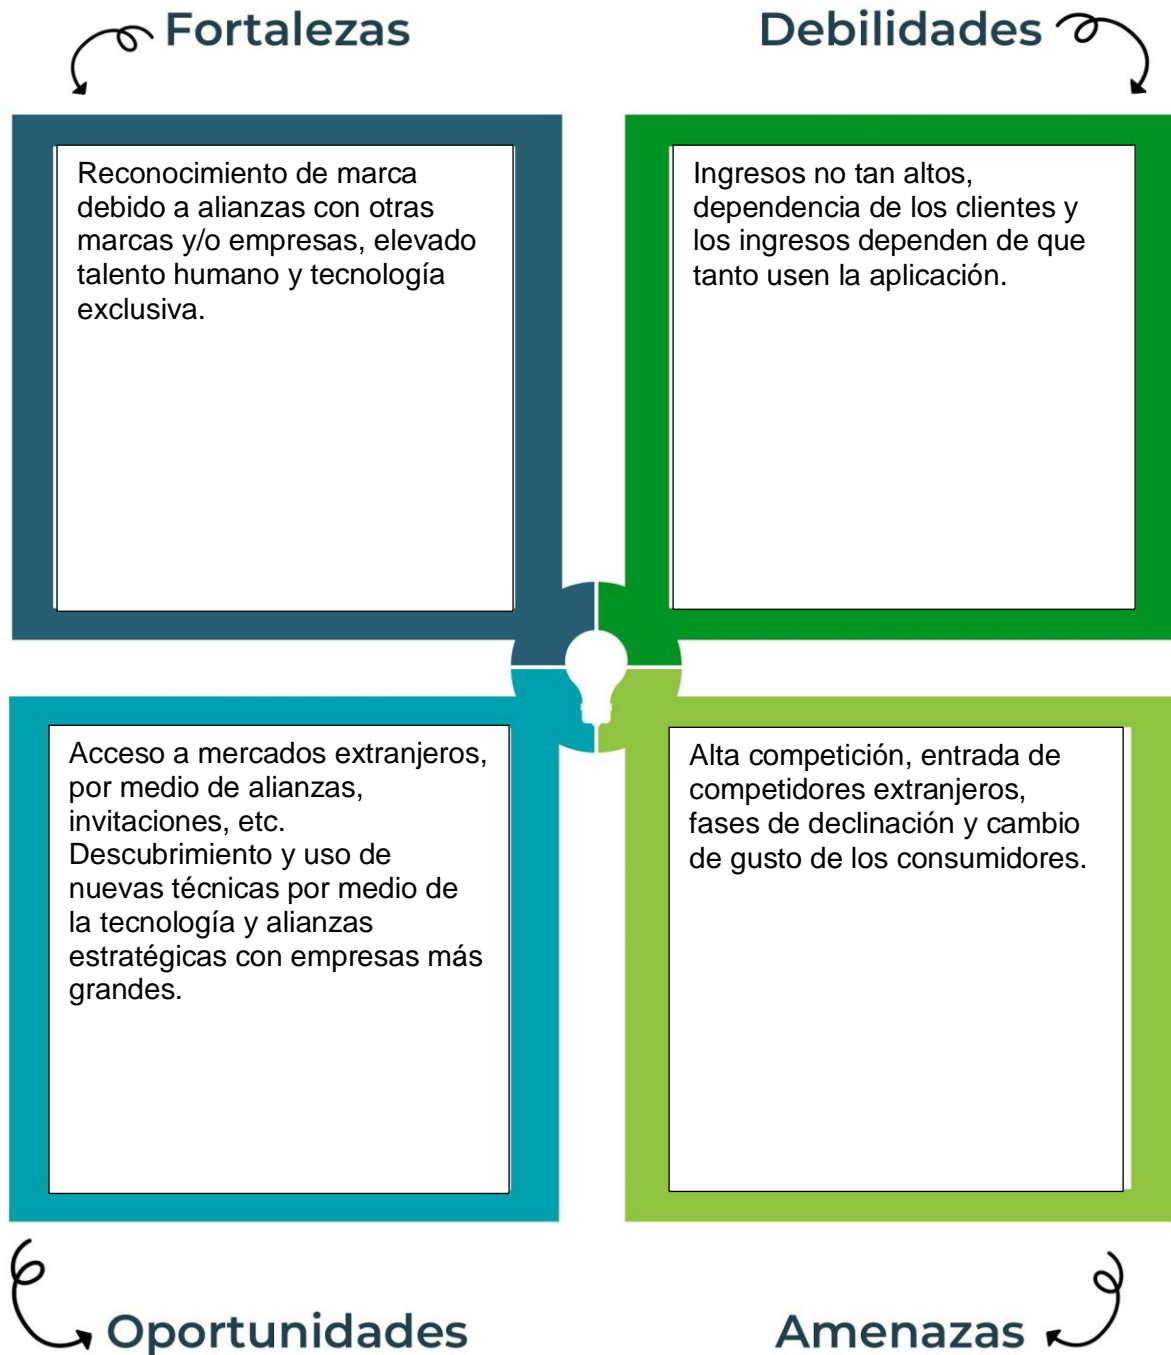 Fortalezas
Reconocimiento de marca
debido a alianzas con otras
marcas y/o empresas, elevado
talento humano y tecnología
exclusiva.
Debilidades
Ingresos no tan altos,
dependencia de los clientes y
los ingresos dependen de que
tanto usen la aplicación.
Acceso a mercados extranjeros,
por medio de alianzas,
invitaciones, etc.
Descubrimiento y uso de
nuevas técnicas por medio de
la tecnología y alianzas
estratégicas con empresas más
grandes.
Oportunidades
Alta competición, entrada de
competidores extranjeros,
fases de declinación y cambio
de gusto de los consumidores.
Amenazas